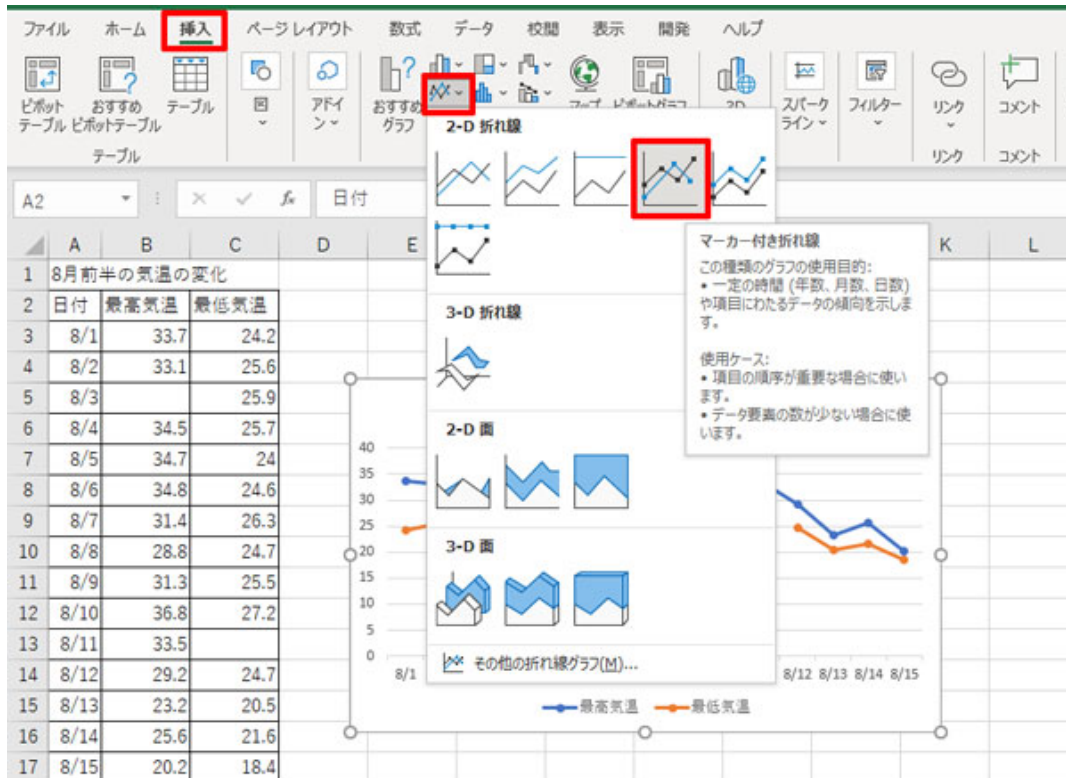 ファイル ホーム 挿入 ページ レイアウト 数式 データ 校閲 表示 開発 ヘルプ
ピボット おすすめ テーブル アドイ おすすめ スパーク フィルター リンク コメント
テーブル ピボットテーブル ン グラフ ライン
テーブル リンク コメント
A2 fx 日付
2-D 折れ線
3-D 折れ線
2-D 面
3-D 面
その他の折れ線グラフ(M)...
マーカー付き折れ線
この種類のグラフの使用目的:
• 一定の時間 (年数、月数、日数)
や項目にわたるデータの傾向を示しま
す。
使用ケース:
• 項目の順序が重要な場合に使い
ます。
• データ要素の数が少ない場合に使
います。
A B C D E K L
1 8月前半の気温の変化
2 日付 最高気温 最低気温
3 8/1 33.7 24.2
4 8/2 33.1 25.6
5 8/3 25.9
6 8/4 34.5 25.7
7 8/5 34.7 24
8 8/6 34.8 24.6
9 8/7 31.4 26.3
10 8/8 28.8 24.7
11 8/9 31.3 25.5
12 8/10 36.8 27.2
13 8/11 33.5
14 8/12 29.2 24.7
15 8/13 23.2 20.5
16 8/14 25.6 21.6
17 8/15 20.2 18.4
40
35
30
25
20
15
10
5
0
8/1 8/12 8/13 8/14 8/15
最高気温 最低気温